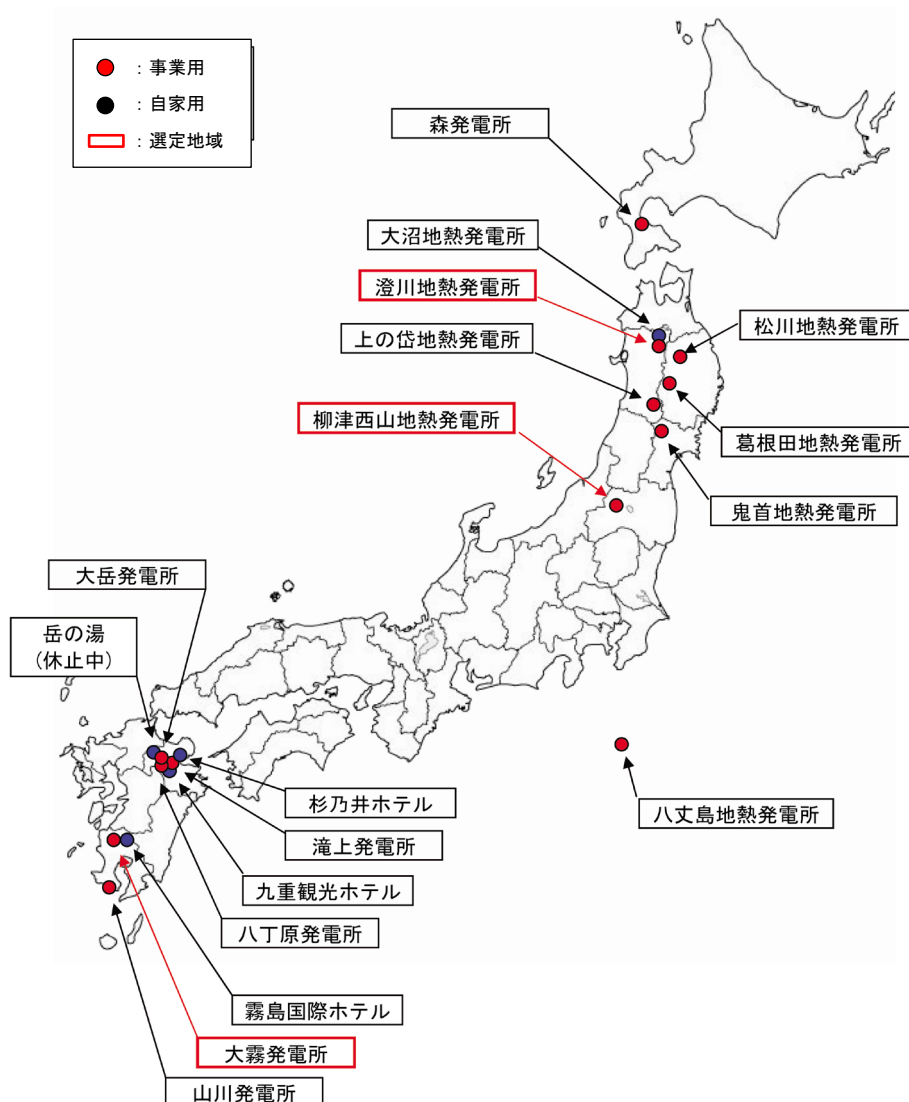 ：事業用
：自家用
：選定地域
森発電所
大沼地熱発電所
澄川地熱発電所
上の岱地熱発電所
松川地熱発電所
柳津西山地熱発電所
葛根田地熱発電所
鬼首地熱発電所
大岳発電所
岳の湯
（休止中）
杉乃井ホテル
八丈島地熱発電所
滝上発電所
九重観光ホテル
八丁原発電所
霧島国際ホテル
大霧発電所
山川発電所